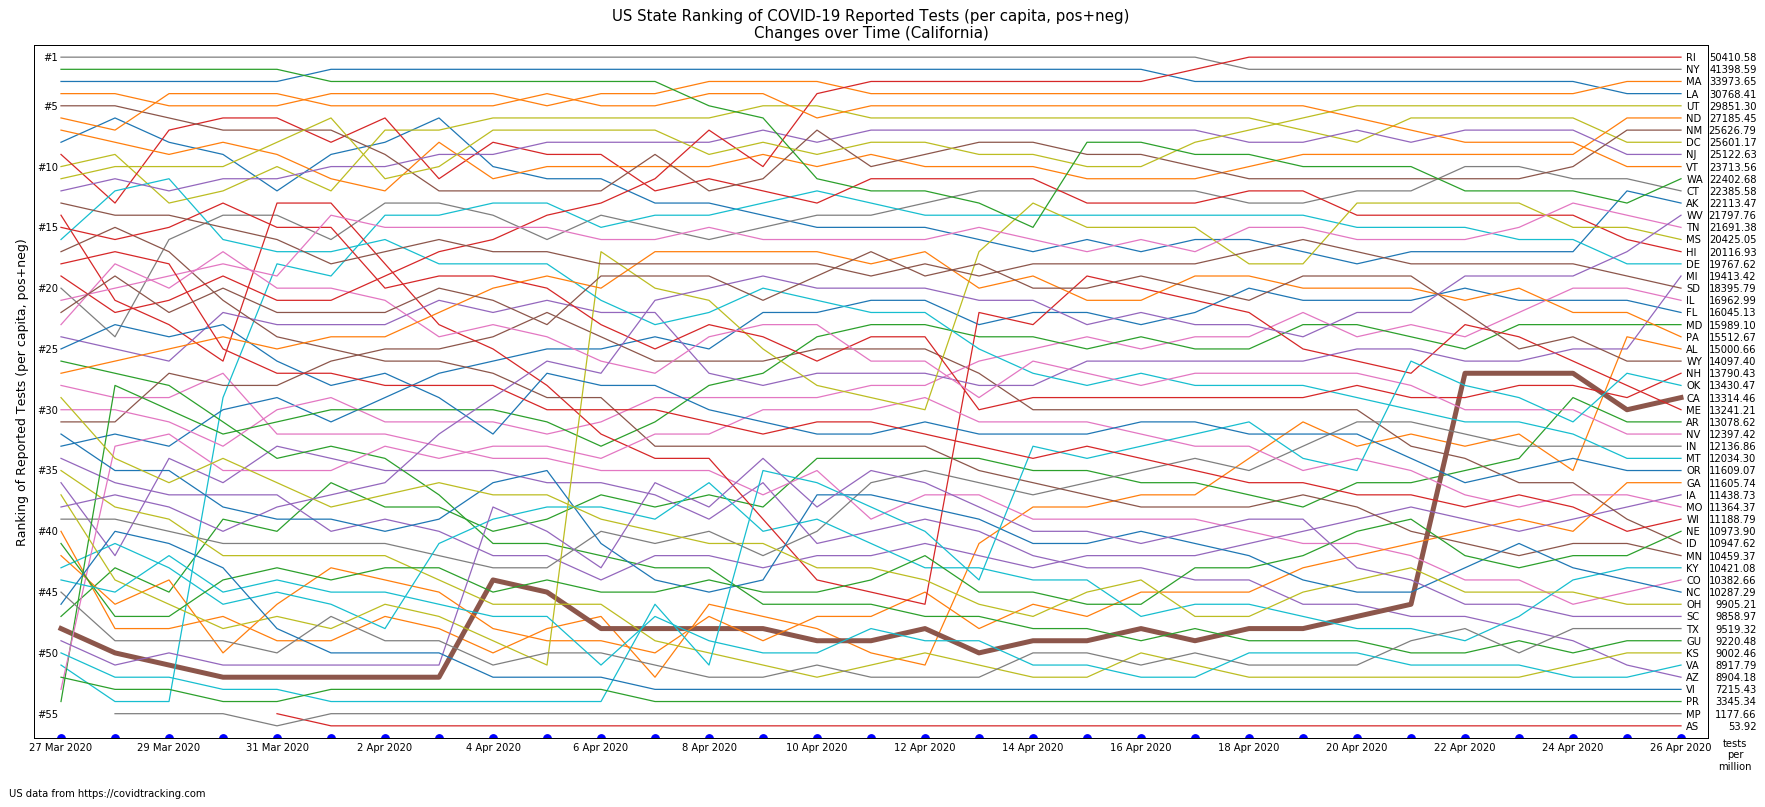 US State Ranking of COVID-19 Reported Tests (per capita, pos+neg)
Changes over Time (California)
Ranking of Reported Tests (per capita, pos+neg)
#1
#5
#10
#15
#20
#25
#30
#35
#40
#45
#50
#55
RI 50410.58
NY 41398.59
MA 33973.65
LA 30768.41
UT 29851.30
ND 27185.45
NM 25626.79
DC 25601.17
NJ 25122.63
VT 23713.56
WA 22402.68
CT 22385.58
AK 22113.47
WV 21797.76
TN 21691.38
MS 20425.05
HI 20116.93
DE 19767.62
MI 19413.42
SD 18395.79
IL 16962.99
FL 16045.13
MD 15989.10
PA 15512.67
AL 15000.66
WY 14097.40
NH 13790.43
OK 13430.47
CA 13314.46
ME 13241.21
AR 13078.62
NV 12397.42
IN 12136.86
MT 12034.30
OR 11609.07
GA 11605.74
IA 11438.73
MO 11364.37
WI 11188.79
NE 10973.90
ID 10947.62
MN 10459.37
KY 10421.08
CO 10382.66
NC 10287.29
OH 9905.21
SC 9858.97
TX 9519.32
GU 9220.48
KS 9002.46
VA 8917.79
AZ 8904.18
VI 7215.43
PR 3345.34
MP 1177.66
AS 53.92
27 Mar 2020 29 Mar 2020 31 Mar 2020 2 Apr 2020 4 Apr 2020 6 Apr 2020 8 Apr 2020 10 Apr 2020 12 Apr 2020 14 Apr 2020 16 Apr 2020 18 Apr 2020 20 Apr 2020 22 Apr 2020 24 Apr 2020 26 Apr 2020
tests
per
million
US data from https://covidtracking.com